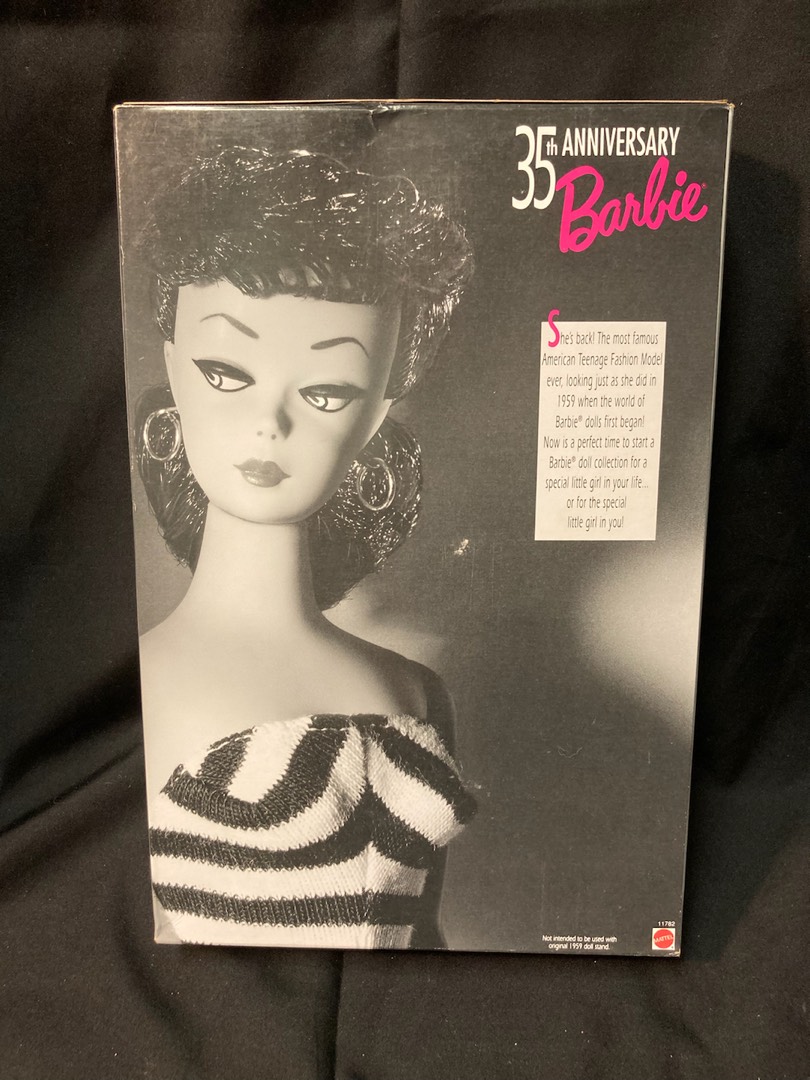 35th ANNIVERSARY
Barbie®
She's back! The most famous
American Teenage Fashion Model
ever, looking just as she did in
1959 when the world of
Barbie® dolls first began!
Now is a perfect time to start a
Barbie® doll collection for a
special little girl in your life...
or for the special
little girl in you!
11782
Not intended to be used with
original 1959 doll stand.
MATTEL